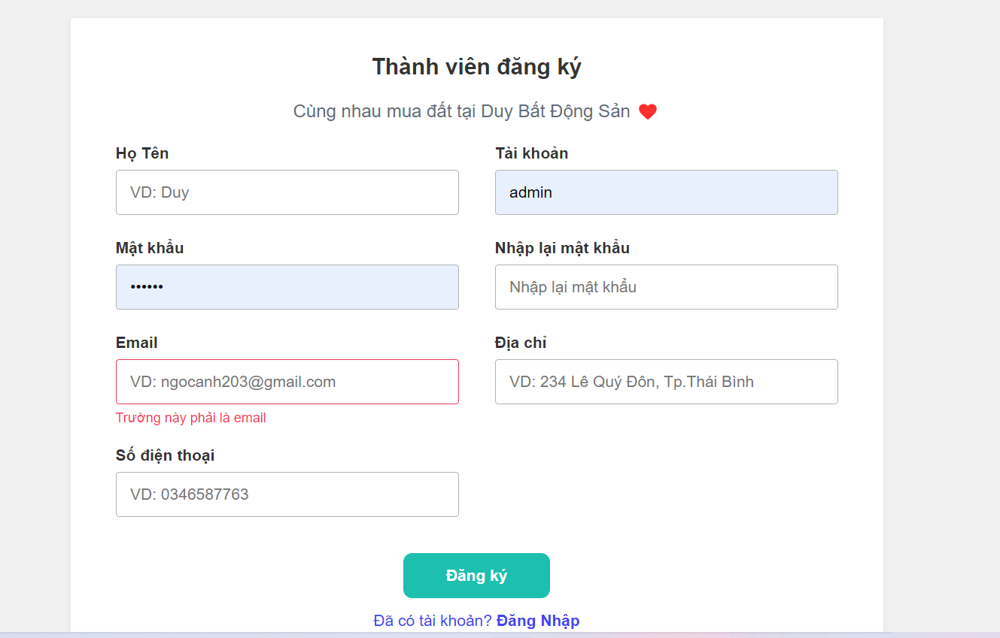 Thành viên đăng ký
Cùng nhau mua đất tại Duy Bất Động Sản ❤️
Họ Tên
VD: Duy
Tài khoản
admin
Mật khẩu
••••••
Nhập lại mật khẩu
Nhập lại mật khẩu
Email
VD: ngocanh203@gmail.com
Trường này phải là email
Địa chỉ
VD: 234 Lê Quý Đôn, Tp.Thái Bình
Số điện thoại
VD: 0346587763
Đăng ký
Đã có tài khoản? Đăng Nhập